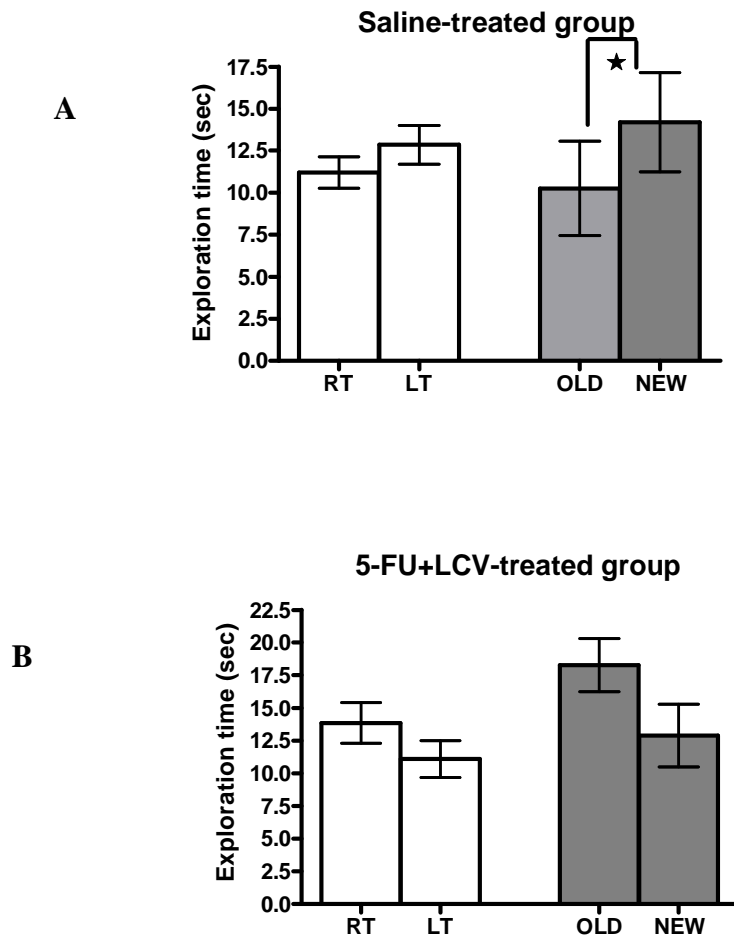 A
Saline-treated group
Exploration time (sec)
17.5
15.0
12.5
10.0
7.5
5.0
2.5
0.0
RT LT OLD NEW
B
5-FU+LCV-treated group
Exploration time (sec)
22.5
20.0
17.5
15.0
12.5
10.0
7.5
5.0
2.5
0.0
RT LT OLD NEW